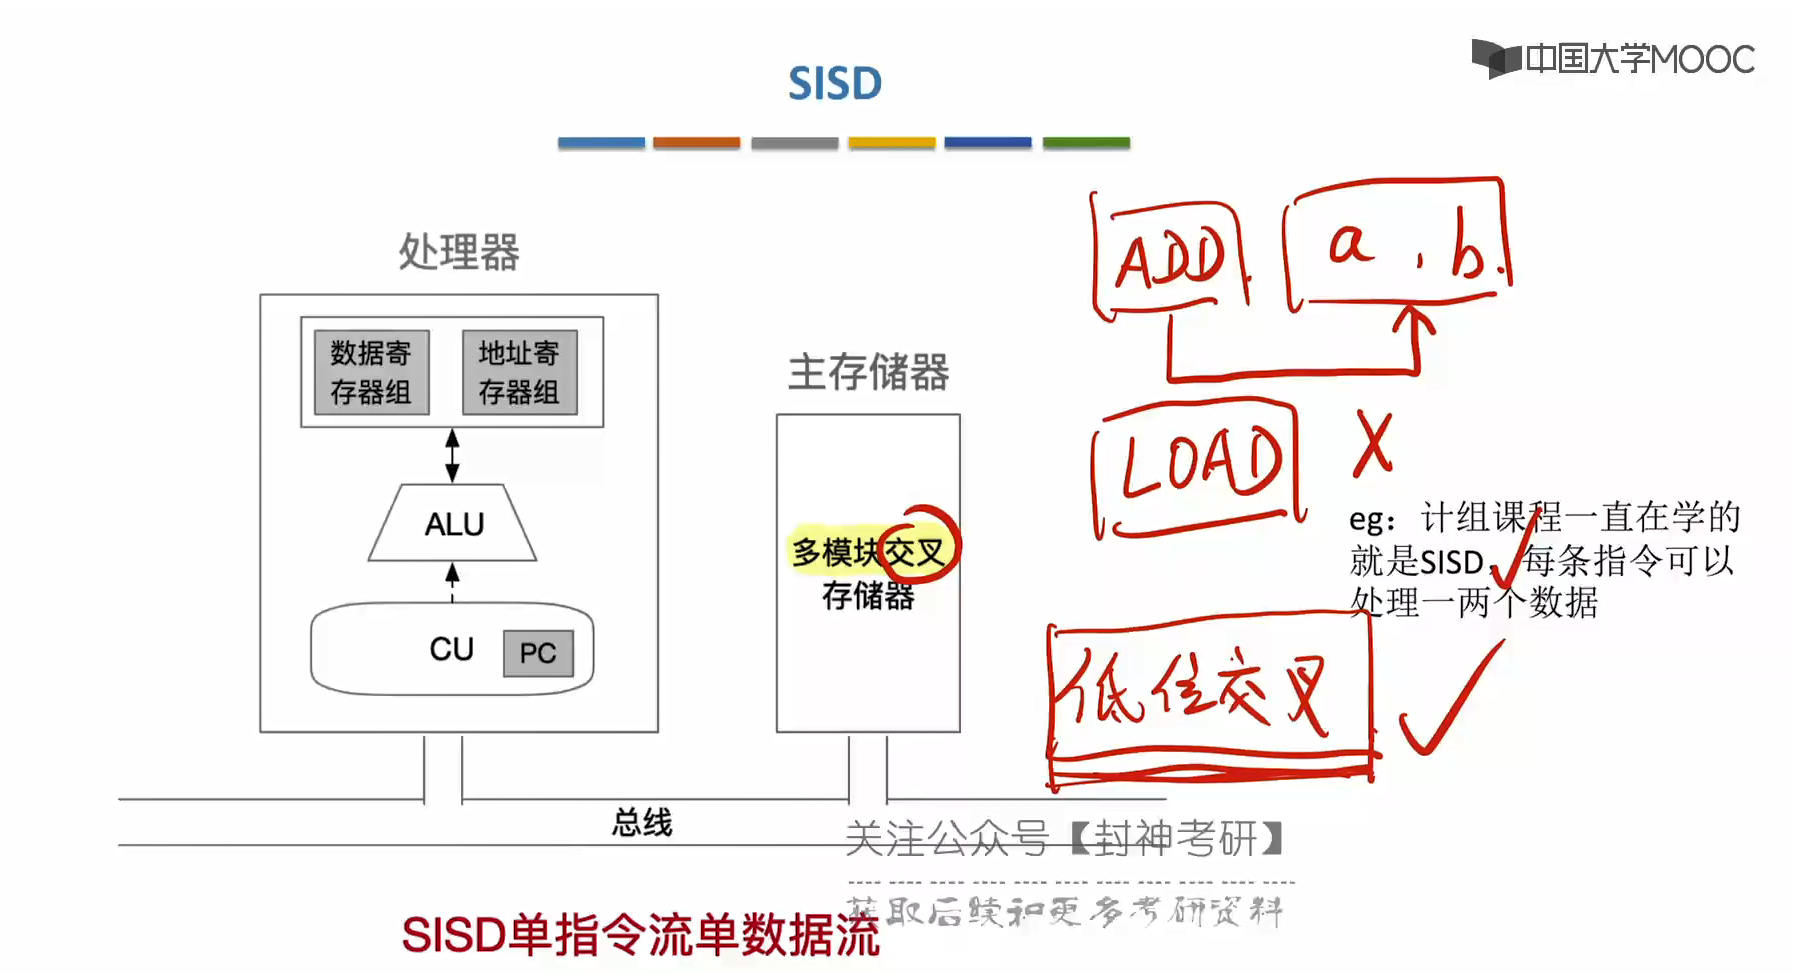 中国大学MOOC
SISD
处理器
数据寄
存器组
地址寄
存器组
ALU
CU
PC
主存储器
多模块交叉
存储器
总线
ADD
a , b
LOAD
X
eg：计组课程一直在学的
就是SISD，每条指令可以
处理一两个数据
低位交叉
关注公众号【封神考研】
获取后续和更多考研资料
SISD单指令流单数据流